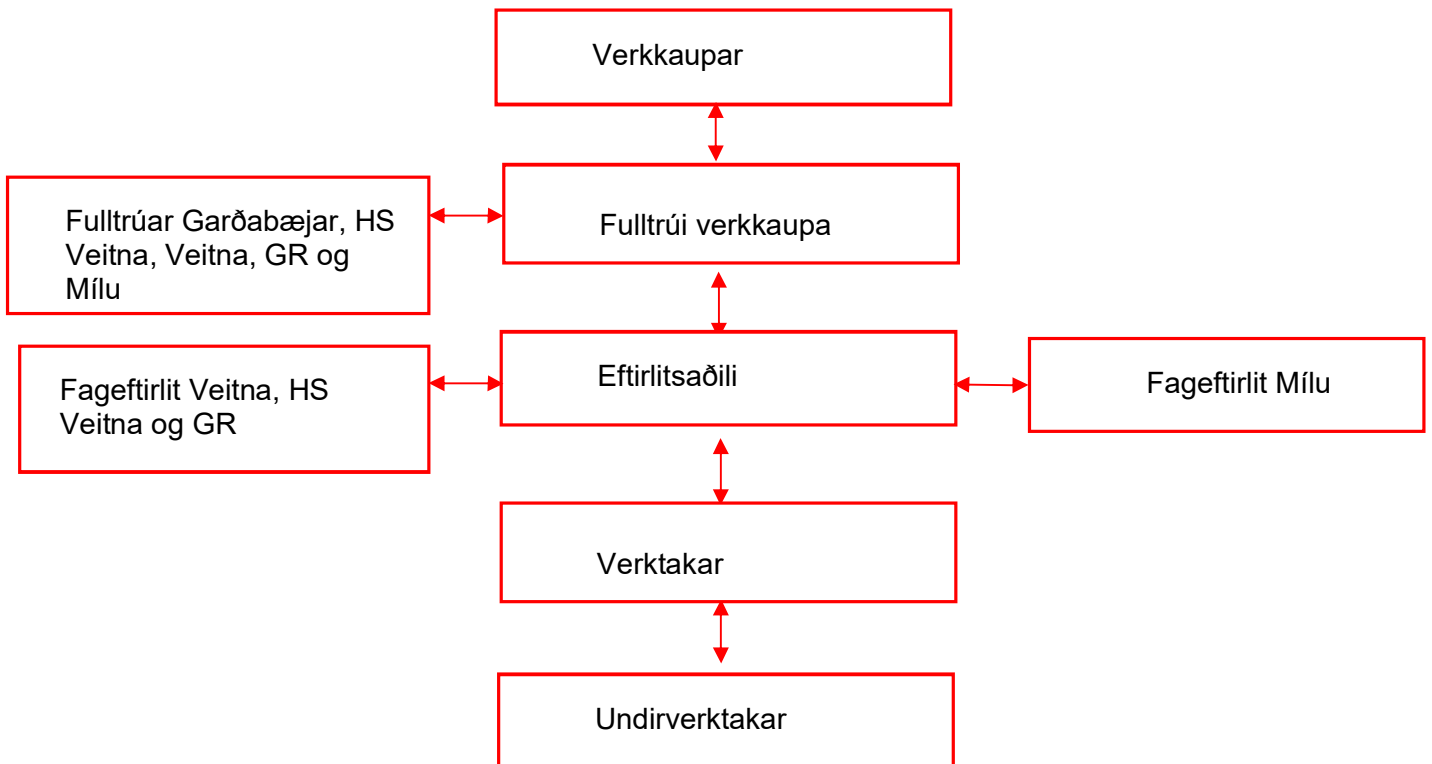 Verkkaupar
Fulltrúar Garðabæjar, HS
Veitna, Veitna, GR og
Mílu
Fulltrúi verkkaupa
Fageftirlit Veitna, HS
Veitna og GR
Eftirlitsaðili
Fageftirlit Mílu
Verktakar
Undirverktakar